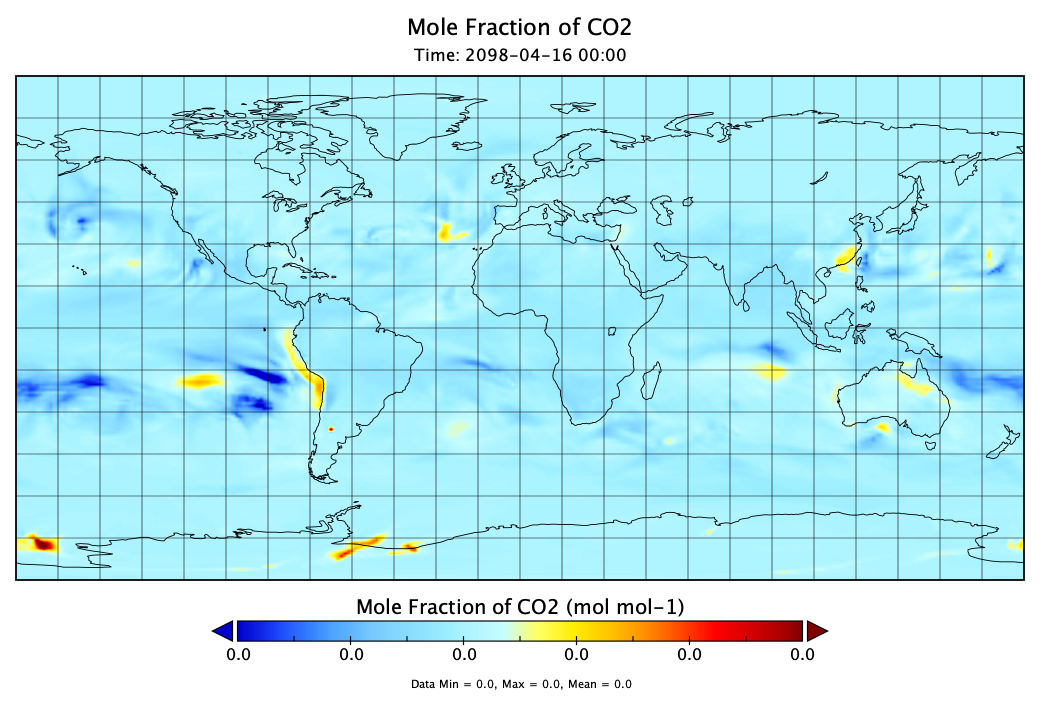 Mole Fraction of CO2
Time: 2098-04-16 00:00
Mole Fraction of CO2 (mol mol-1)
0.0 0.0 0.0 0.0 0.0 0.0
Data Min = 0.0, Max = 0.0, Mean = 0.0